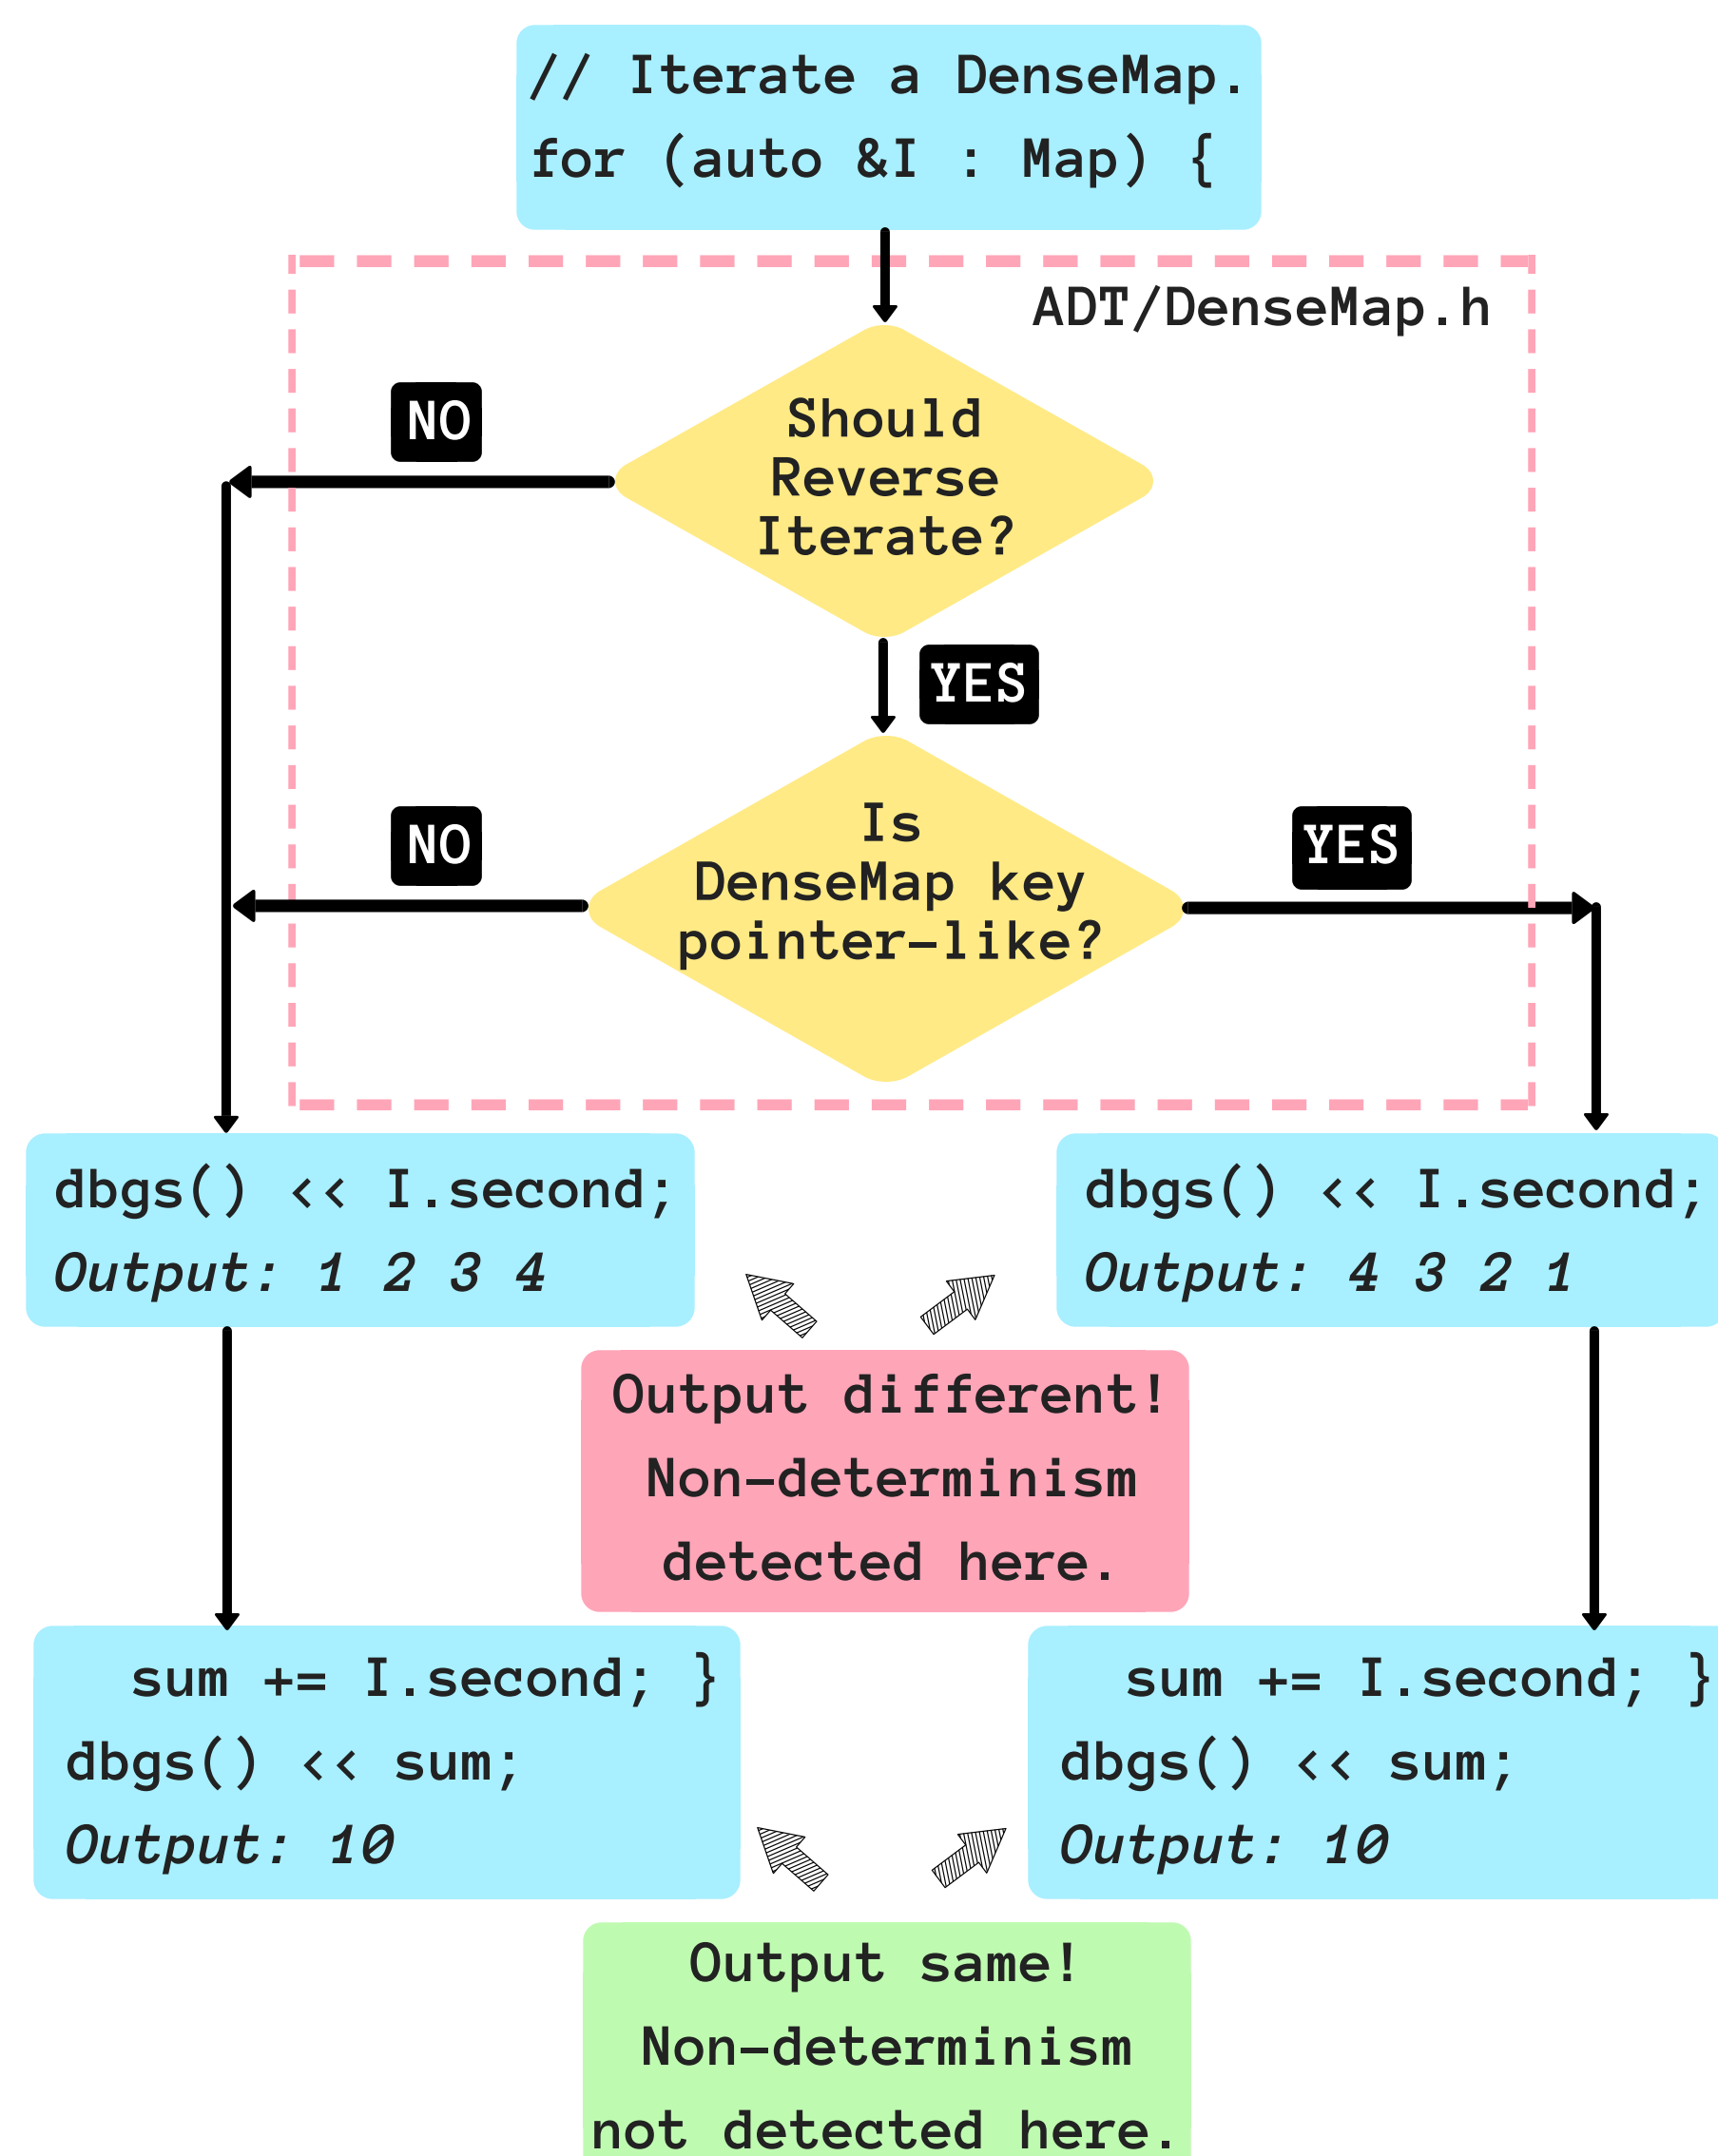 // Iterate a DenseMap.
for (auto &I : Map) {
ADT/DenseMap.h
Should
Reverse
Iterate?
NO
YES
Is
DenseMap key
pointer-like?
NO
YES
dbgs() << I.second;
Output: 1 2 3 4
dbgs() << I.second;
Output: 4 3 2 1
Output different!
Non-determinism
detected here.
sum += I.second; }
dbgs() << sum;
Output: 10
sum += I.second; }
dbgs() << sum;
Output: 10
Output same!
Non-determinism
not detected here.